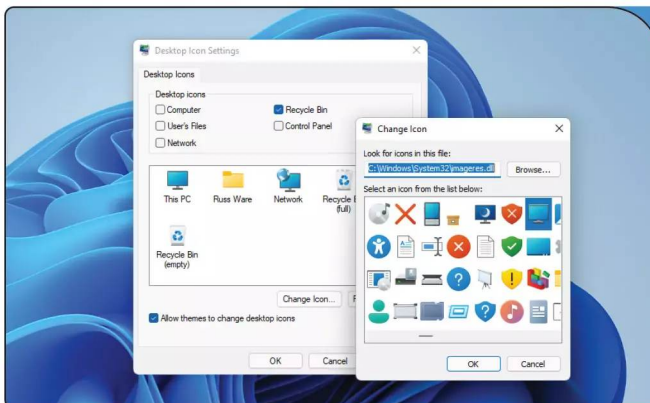 Desktop Icon Settings
Desktop Icons
Desktop icons
Computer
Recycle Bin
User's Files
Control Panel
Network
This PC
Russ Ware
Network
Recycle
(full)
Recycle Bin
(empty)
Change Icon...
Allow themes to change desktop icons
OK
Cancel
Change Icon
Look for icons in this file:
C:\Windows\System32\imageres.dl
Browse...
Select an icon from the list below:
OK
Cancel